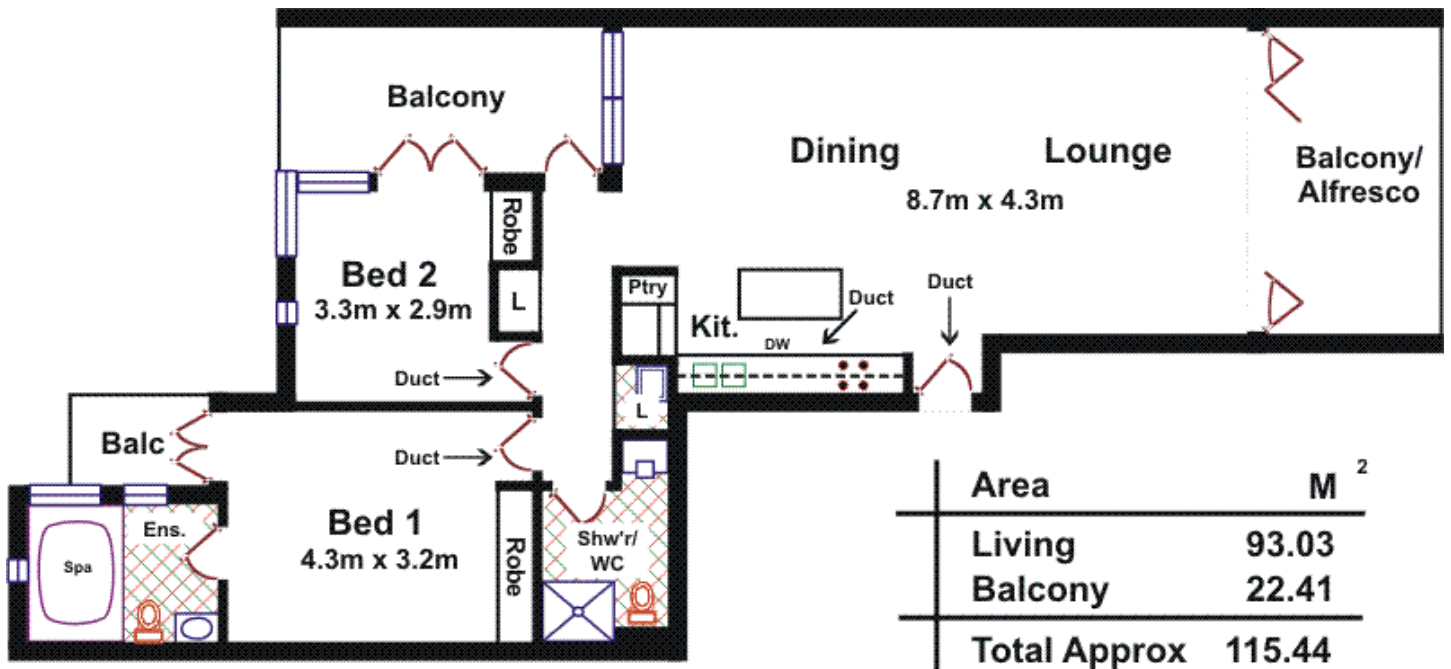 Balcony
Dining
Lounge
8.7m x 4.3m
Balcony/
Alfresco
Robe
Bed 2
3.3m x 2.9m
L
Ptry
Kit.
DW
Duct
Duct
Duct
L
Balc
Duct
Bed 1
4.3m x 3.2m
Robe
Ens.
Spa
Shw'r/
WC
Area M 2
Living 93.03
Balcony 22.41
Total Approx 115.44